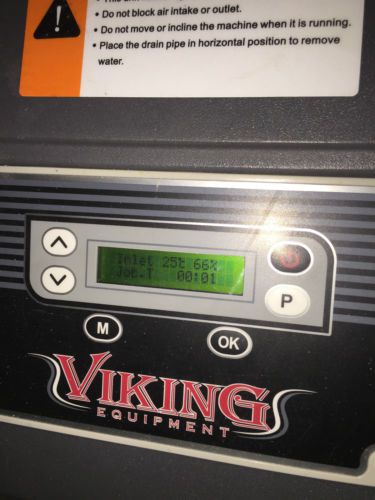 • Do not block air intake or outlet.
• Do not move or incline the machine when it is running.
• Place the drain pipe in horizontal position to remove
water.
Inlet 25℃ 66%
Job.T 00:01
P
M
OK
VIKING
EQUIPMENT